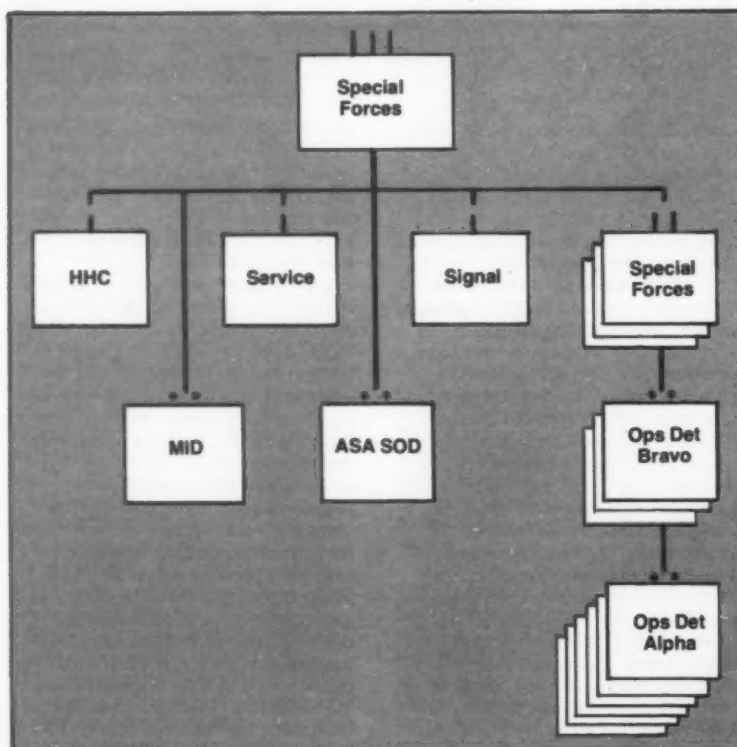 Special
Forces
HHC
Service
Signal
Special
Forces
MID
ASA SOD
Ops Det
Bravo
Ops Det
Alpha